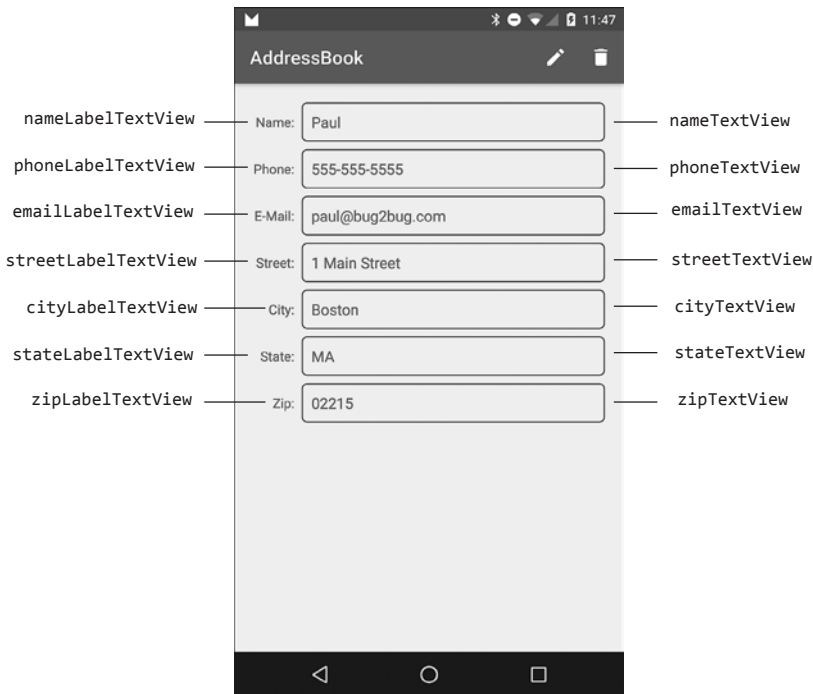 11:47
AddressBook
nameLabelTextView Name: Paul nameTextView
phoneLabelTextView Phone: 555-555-5555 phoneTextView
emailLabelTextView E-Mail: paul@bug2bug.com emailTextView
streetLabelTextView Street: 1 Main Street streetTextView
cityLabelTextView City: Boston cityTextView
stateLabelTextView State: MA stateTextView
zipLabelTextView Zip: 02215 zipTextView